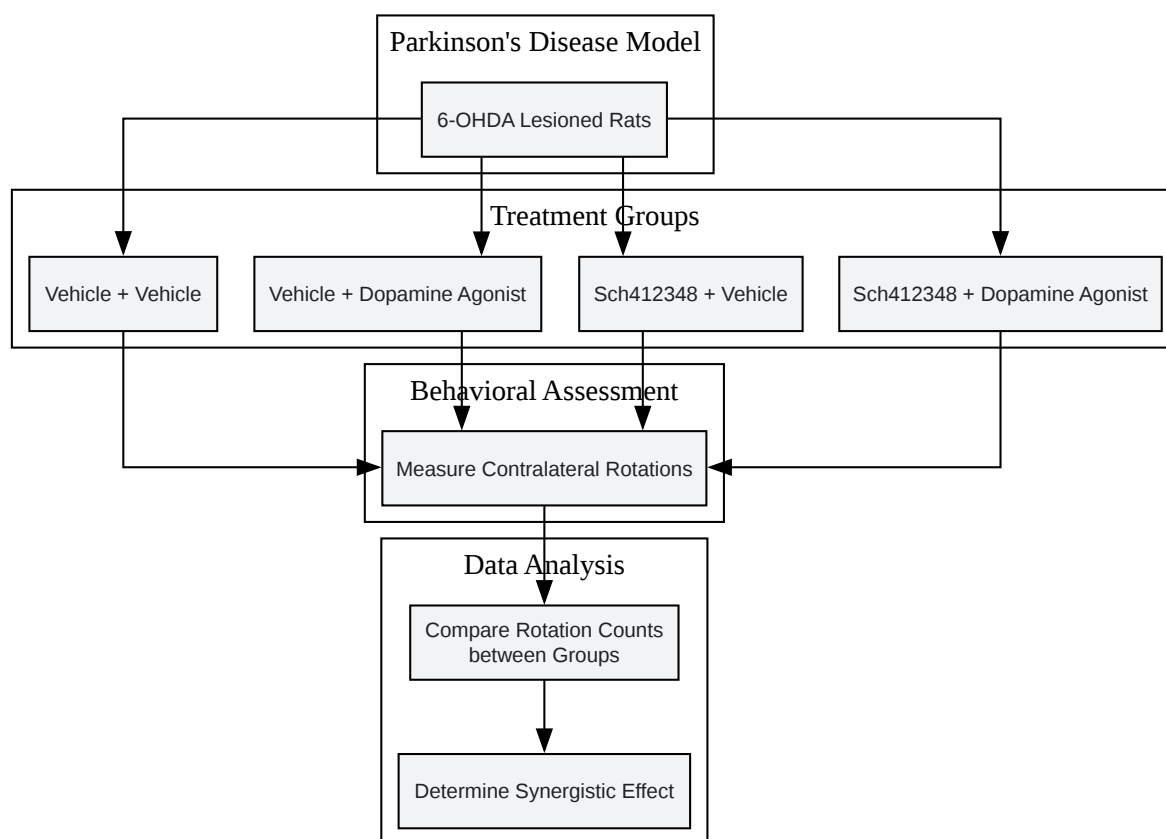 Parkinson's Disease Model
6-OHDA Lesioned Rats
Treatment Groups
Vehicle + Vehicle
Vehicle + Dopamine Agonist
Sch412348 + Vehicle
Sch412348 + Dopamine Agonist
Behavioral Assessment
Measure Contralateral Rotations
Data Analysis
Compare Rotation Counts
between Groups
Determine Synergistic Effect